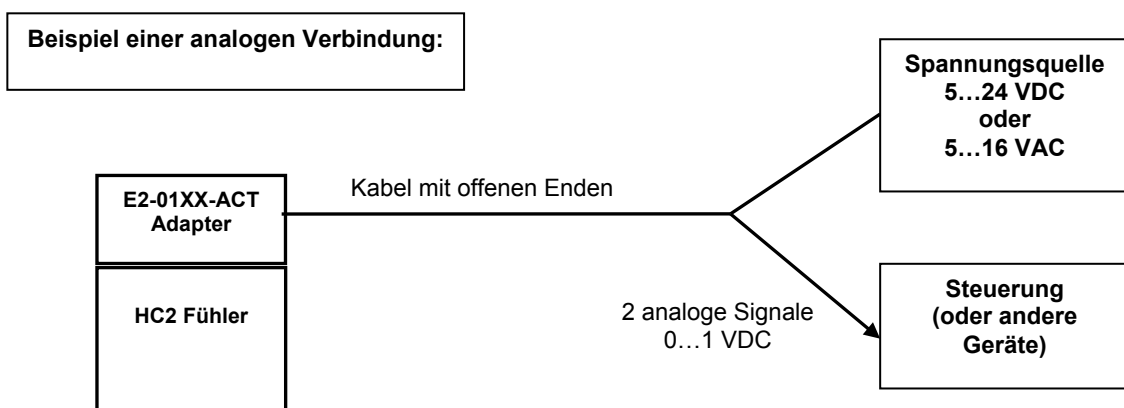 Beispiel einer analogen Verbindung:
Spannungsquelle
5…24 VDC
oder
5…16 VAC
Kabel mit offenen Enden
E2-01XX-ACT
Adapter
HC2 Fühler
2 analoge Signale
0…1 VDC
Steuerung
(oder andere
Geräte)